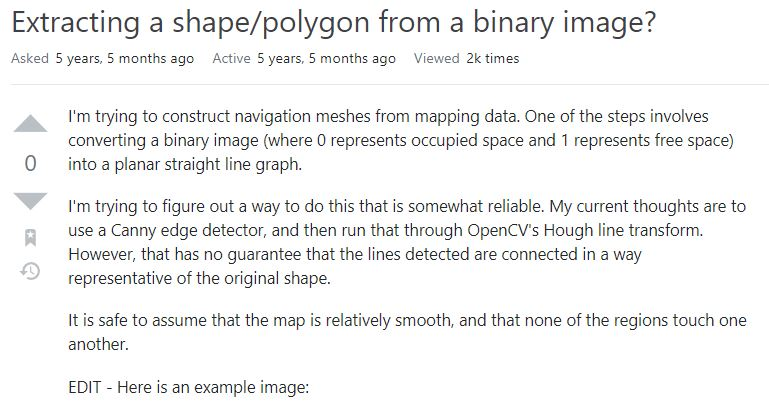 Extracting a shape/polygon from a binary image?
Asked 5 years, 5 months ago Active 5 years, 5 months ago Viewed 2k times
I'm trying to construct navigation meshes from mapping data. One of the steps involves
converting a binary image (where 0 represents occupied space and 1 represents free space)
into a planar straight line graph.
0
I'm trying to figure out a way to do this that is somewhat reliable. My current thoughts are to
use a Canny edge detector, and then run that through OpenCV's Hough line transform.
However, that has no guarantee that the lines detected are connected in a way
representative of the original shape.
It is safe to assume that the map is relatively smooth, and that none of the regions touch one
another.
EDIT - Here is an example image: